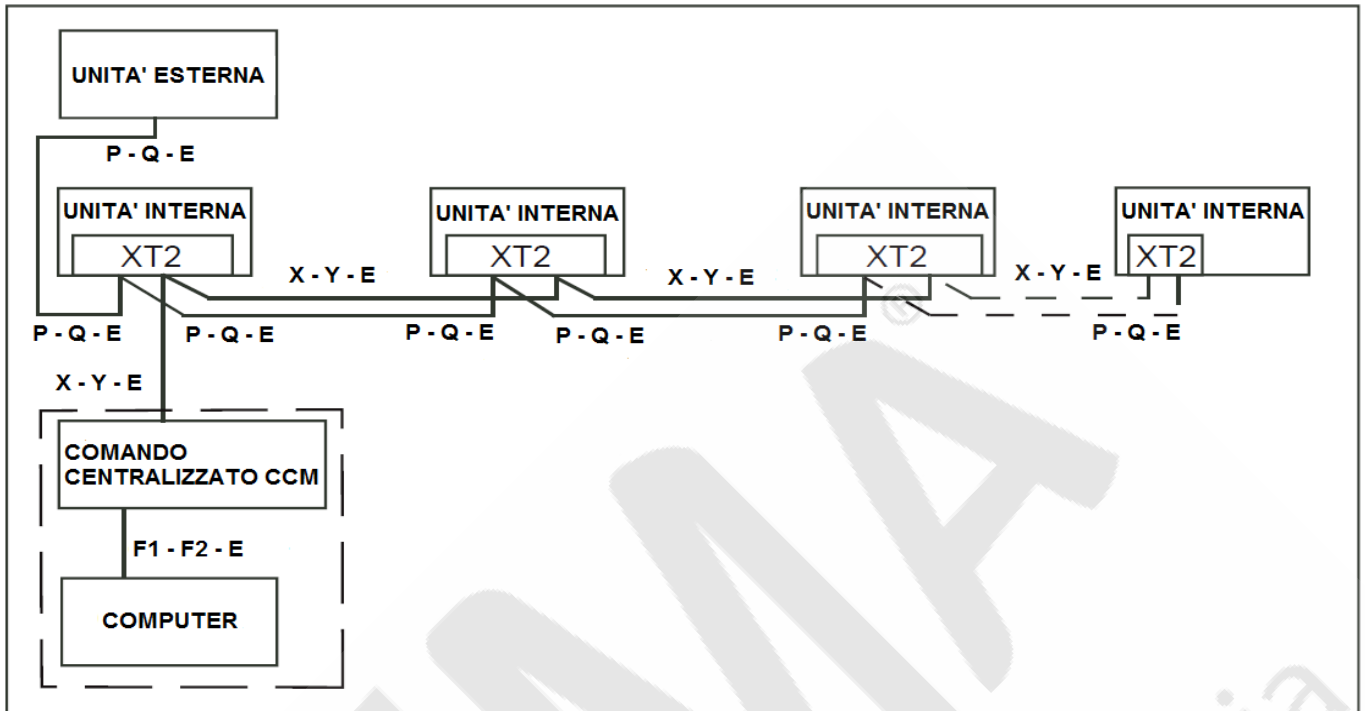 UNITA' ESTERNA
P - Q - E
UNITA' INTERNA
UNITA' INTERNA
UNITA' INTERNA
UNITA' INTERNA
XT2
XT2
XT2
XT2
X - Y - E
X - Y - E
X - Y - E
P - Q - E
P - Q - E
P - Q - E
P - Q - E
P - Q - E
P - Q - E
X - Y - E
COMANDO
CENTRALIZZATO CCM
F1 - F2 - E
COMPUTER
®